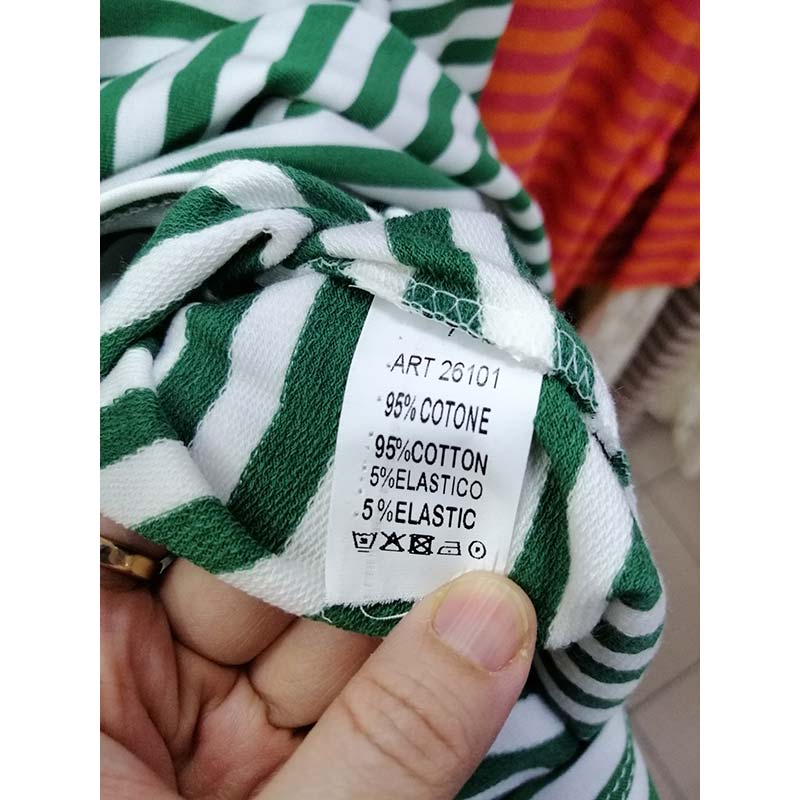 ART 26101
95% COTONE
95%COTTON
5%ELASTICO
5%ELASTIC